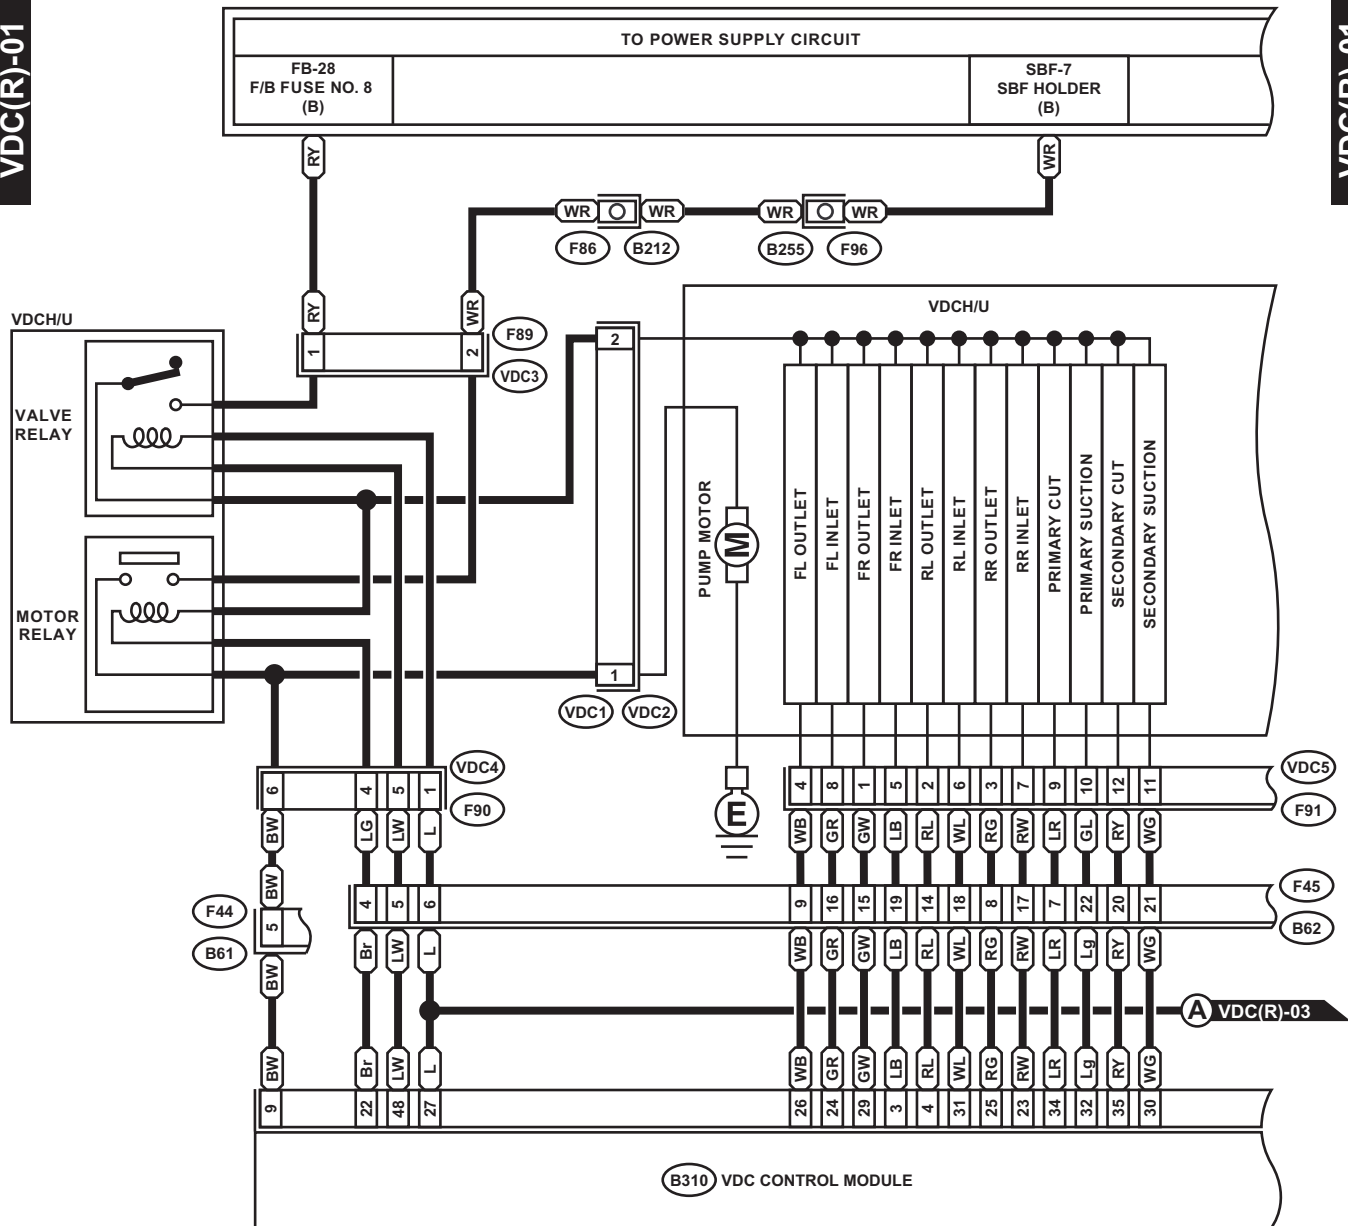 VDC(R)-01
VDC(R)-01
TO POWER SUPPLY CIRCUIT
FB-28
F/B FUSE NO. 8
(B)
SBF-7
SBF HOLDER
(B)
RY
WR
WR
WR
WR
WR
F86
B212
B255
F96
RY
WR
VDCH/U
VDCH/U
1
2
F89
VDC3
2
VALVE
RELAY
MOTOR
RELAY
PUMP MOTOR
M
FL OUTLET
FL INLET
FR OUTLET
FR INLET
RL OUTLET
RL INLET
RR OUTLET
RR INLET
PRIMARY CUT
PRIMARY SUCTION
SECONDARY CUT
SECONDARY SUCTION
1
VDC1
VDC2
VDC4
VDC5
6
4
5
1
4
8
1
5
2
6
3
7
9
10
12
11
F90
E
F91
BW
LG
LW
L
WB
GR
GW
LB
RL
WL
RG
RW
LR
GL
RY
WG
BW
F44
B61
5
4
5
6
9
16
15
19
14
18
8
17
7
22
20
21
F45
B62
BW
Br
LW
L
WB
GR
GW
LB
RL
WL
RG
RW
LR
Lg
RY
WG
A
VDC(R)-03
BW
Br
LW
L
WB
GR
GW
LB
RL
WL
RG
RW
LR
Lg
RY
WG
9
22
48
27
26
24
29
3
4
31
25
23
34
32
35
30
B310 VDC CONTROL MODULE